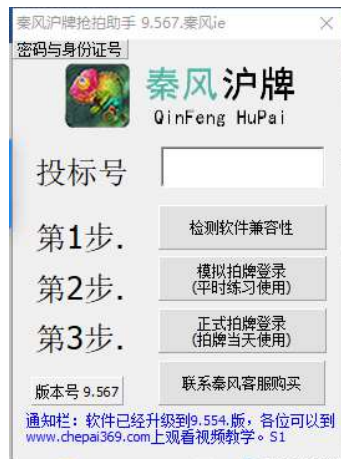 秦风沪牌抢拍助手 9.567.秦风ie
密码与身份证号
秦风沪牌
QinFeng HuPai
投标号
第1步.
检测软件兼容性
第2步.
模拟拍牌登录
(平时练习使用)
第3步.
正式拍牌登录
(拍牌当天使用)
版本号 9.567
联系秦风客服购买
通知栏：软件已经升级到9.554.版，各位可以到
www.chepai369.com上观看视频教学。S1